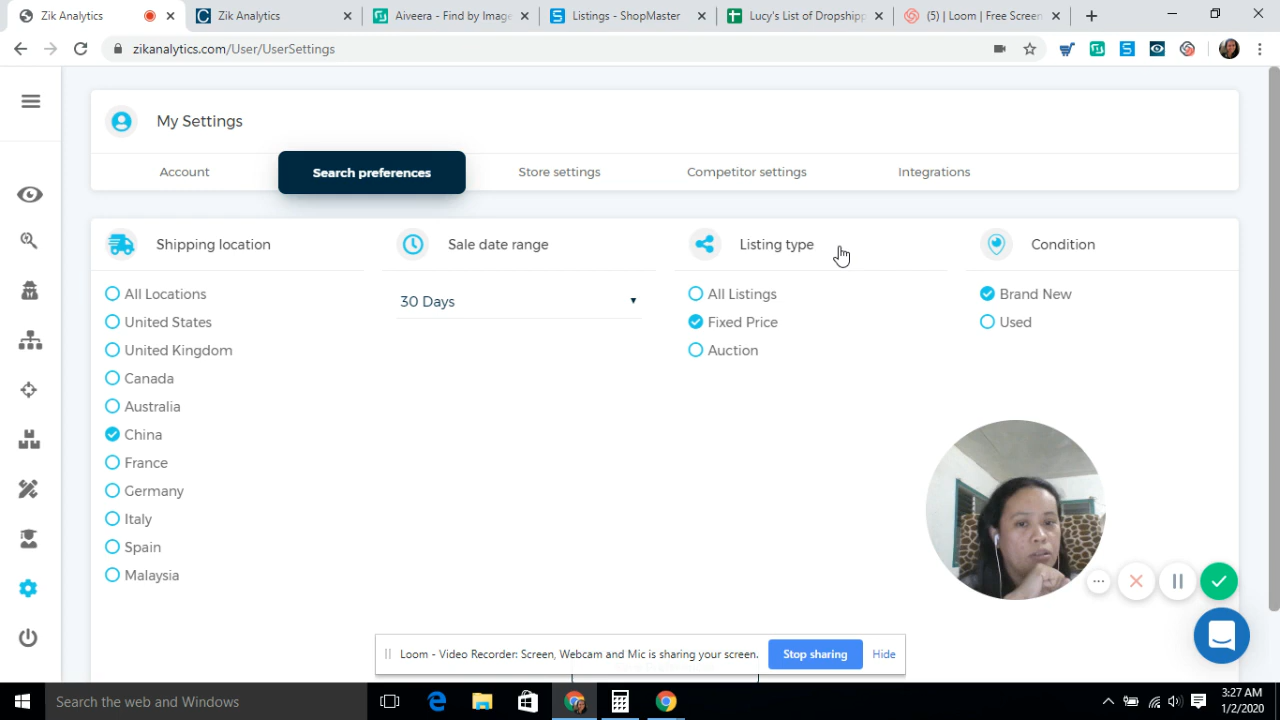 Zik Analytics
Zik Analytics
Aiveera - Find by Image
Listings - ShopMaster
Lucy's List of Dropshipp
(5) | Loom | Free Screen
zikanalytics.com/User/UserSettings
My Settings
Account
Search preferences
Store settings
Competitor settings
Integrations
Shipping location
All Locations
United States
United Kingdom
Canada
Australia
China
France
Germany
Italy
Spain
Malaysia
Sale date range
30 Days
Listing type
All Listings
Fixed Price
Auction
Condition
Brand New
Used
Loom - Video Recorder: Screen, Webcam and Mic is sharing your screen.
Stop sharing
Hide
Search the web and Windows
3:27 AM
1/2/2020